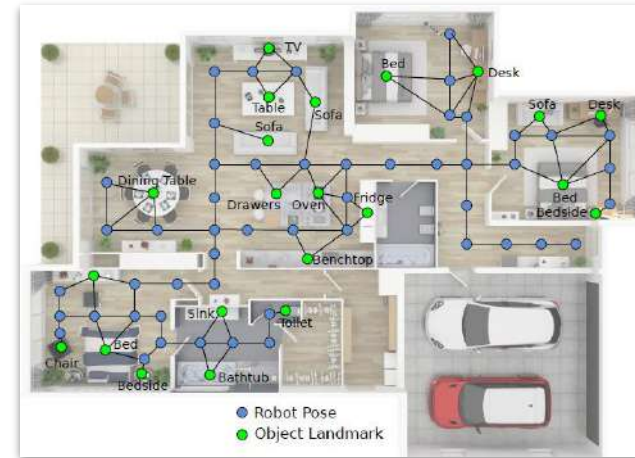 TV
Bed
Desk
Table
Sofa
Sofa
Sofa
Desk
Dining Table
Drawers
Oven
Fridge
Bed
Bedside
Benchtop
Sink
Toilet
Chair
Bed
Bedside
Bathtub
Robot Pose
Object Landmark